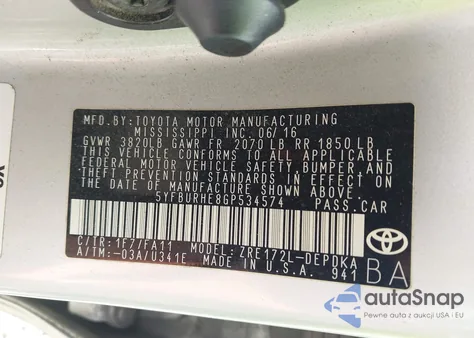 MFD.BY:TOYOTA MOTOR MANUFACTURING
MISSISSIPPI INC. 06/16
GVWR 3820LB GAWR FR 2070 LB RR 1850 LB
THIS VEHICLE CONFORMS TO ALL APPLICABLE
FEDERAL MOTOR VEHICLE SAFETY, BUMPER, AND
THEFT PREVENTION STANDARDS IN EFFECT ON
THE DATE OF MANUFACTURE SHOWN ABOVE.
5YFBURHE8GP534574 PASS.CAR
C/TR:1F7/FA11 MODEL:ZRE172L-DEPDKA
A/TM:-03A/U341E MADE IN U.S.A. 941
BA
TOYOTA
autoSnap
Pewne auta z aukcji USA i EU